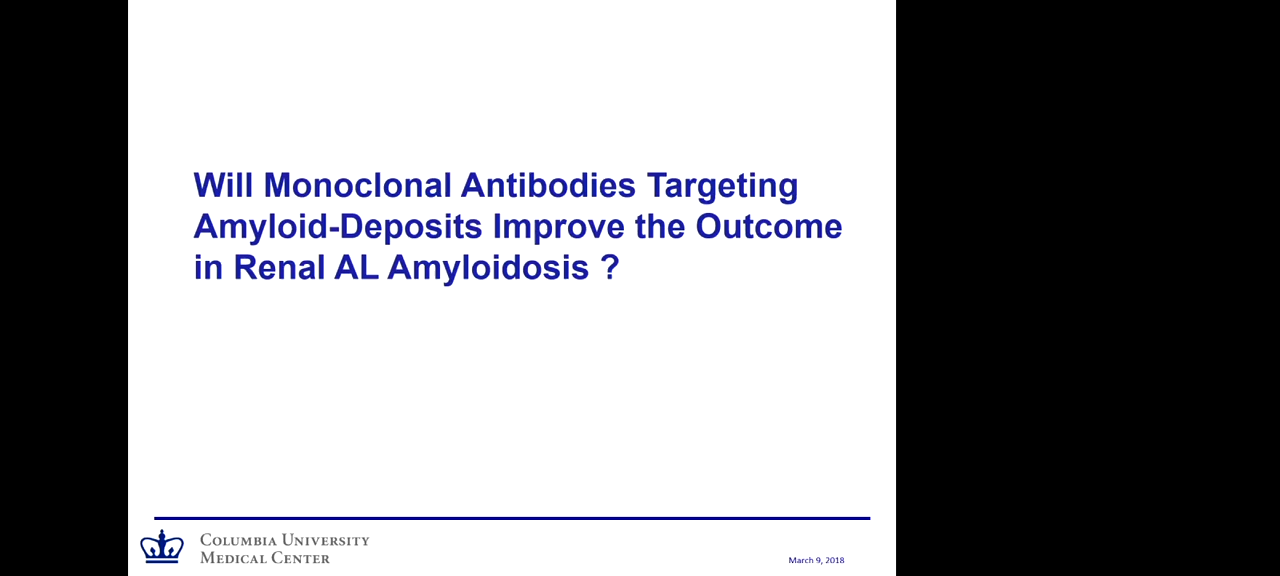 Will Monoclonal Antibodies Targeting
Amyloid-Deposits Improve the Outcome
in Renal AL Amyloidosis ?
COLUMBIA UNIVERSITY
MEDICAL CENTER
March 9, 2018